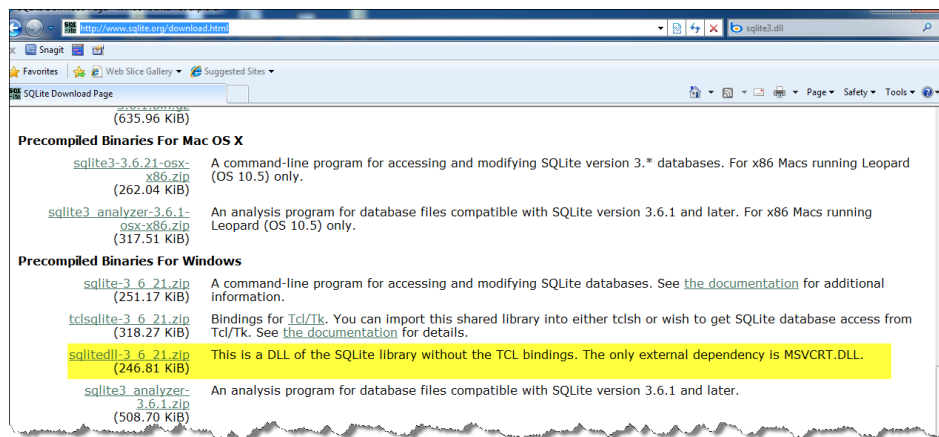 http://www.sqlite.org/download.html
sqlite3.dll
x Snagit
Favorites Web Slice Gallery Suggested Sites
SQLite Download Page
Page Safety Tools
(635.96 KiB)
Precompiled Binaries For Mac OS X
sqlite3-3.6.21-osx-
x86.zip
(262.04 KiB)
A command-line program for accessing and modifying SQLite version 3.* databases. For x86 Macs running Leopard
(OS 10.5) only.
sqlite3_analyzer-3.6.1-
osx-x86.zip
(317.51 KiB)
An analysis program for database files compatible with SQLite version 3.6.1 and later. For x86 Macs running
Leopard (OS 10.5) only.
Precompiled Binaries For Windows
sqlite-3_6_21.zip
(251.17 KiB)
A command-line program for accessing and modifying SQLite databases. See the documentation for additional
information.
tclsqlite-3_6_21.zip
(318.27 KiB)
Bindings for Tcl/Tk. You can import this shared library into either tclsh or wish to get SQLite database access from
Tcl/Tk. See the documentation for details.
sqlitedll-3_6_21.zip
(246.81 KiB)
This is a DLL of the SQLite library without the TCL bindings. The only external dependency is MSVCRT.DLL.
sqlite3_analyzer-
3.6.1.zip
(508.70 KiB)
An analysis program for database files compatible with SQLite version 3.6.1 and later.